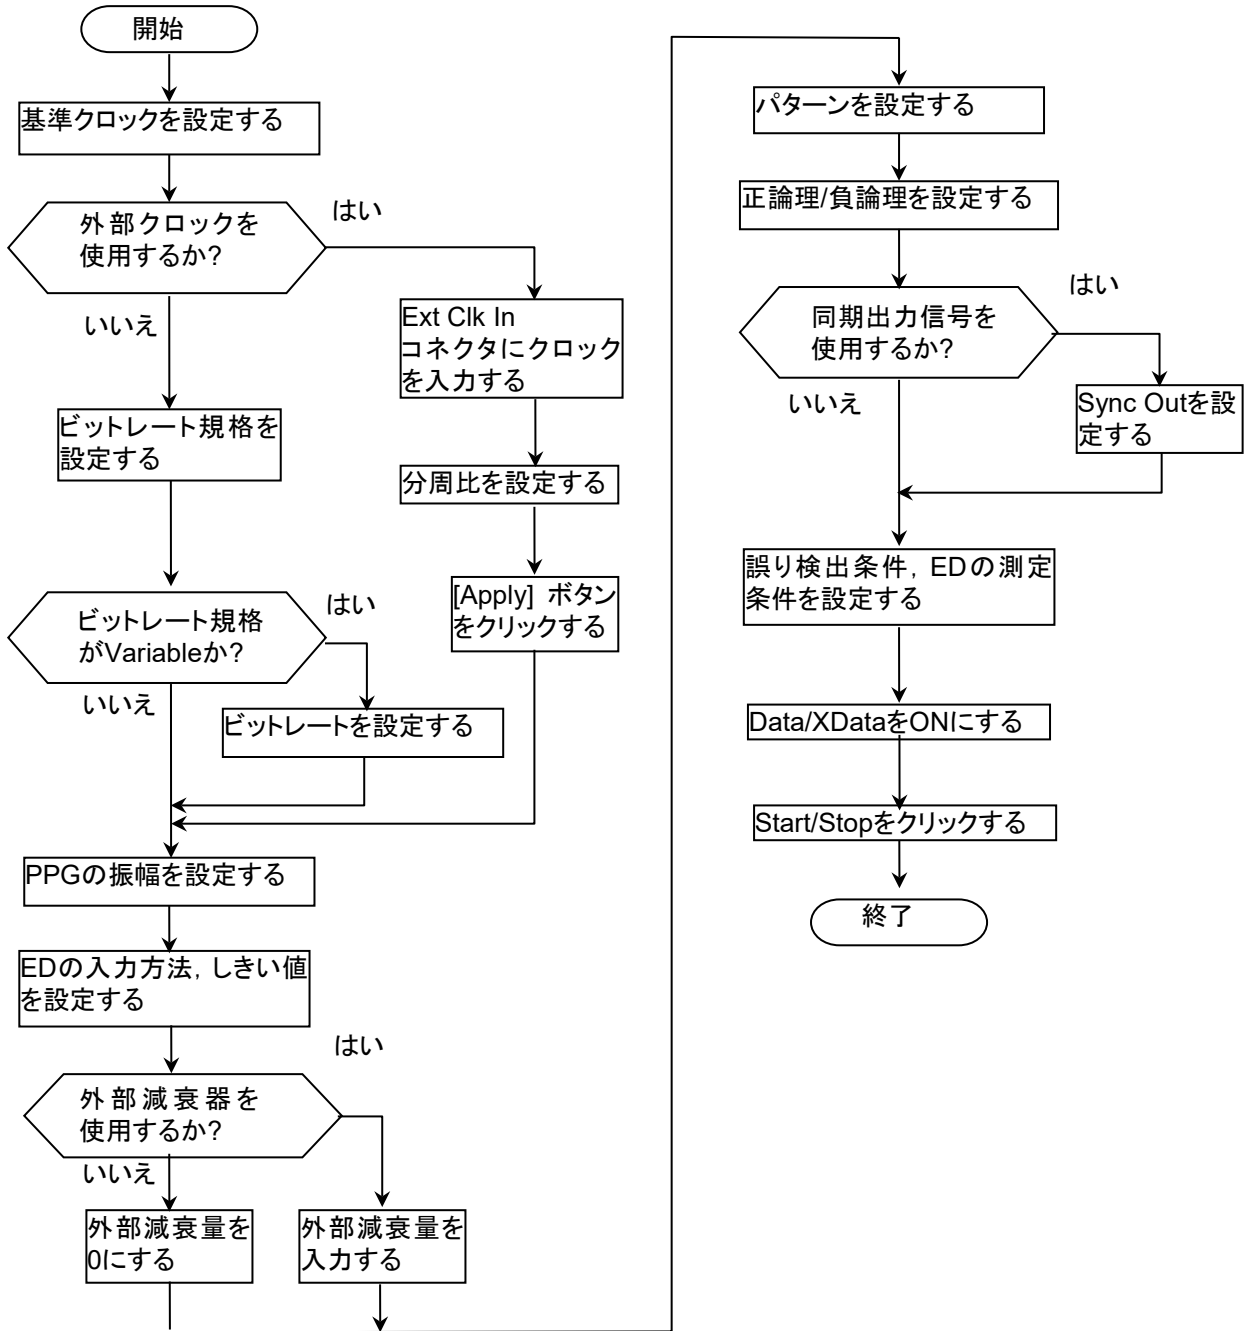 開始
基準クロックを設定する
外部クロックを
使用するか?
はい
いいえ
Ext Clk In
コネクタにクロック
を入力する
ビットレート規格を
設定する
分周比を設定する
[Apply] ボタン
をクリックする
ビットレート規格
がVariableか?
はい
いいえ
ビットレートを設定する
PPGの振幅を設定する
EDの入力方法, しきい値
を設定する
外部減衰器を
使用するか?
はい
いいえ
外部減衰量を
0にする
外部減衰量を
入力する
パターンを設定する
正論理/負論理を設定する
同期出力信号を
使用するか?
はい
いいえ
Sync Outを設
定する
誤り検出条件, EDの測定
条件を設定する
Data/XDataをONにする
Start/Stopをクリックする
終了